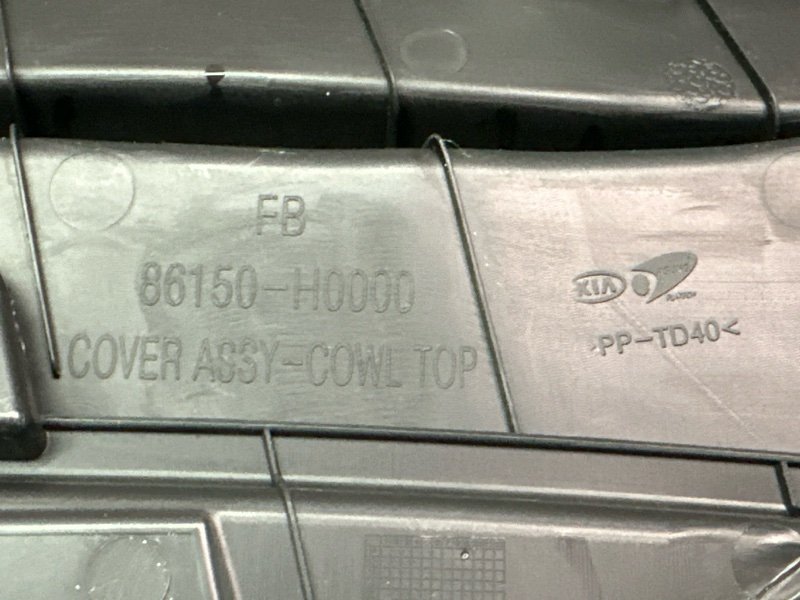 FB
86150-H0000
COVER ASSY-COWL TOP
KIA
PP-TD40<